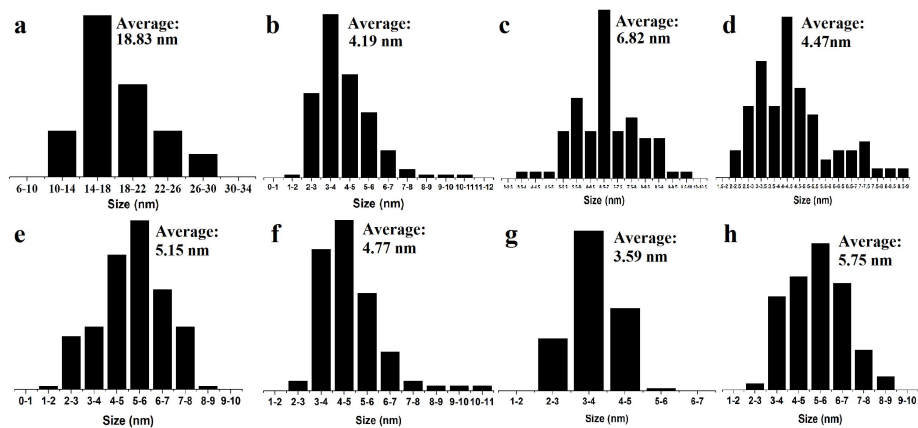 a
Average:
18.83 nm
6-10 10-14 14-18 18-22 22-26 26-30 30-34
Size (nm)
b
Average:
4.19 nm
0-1 1-2 2-3 3-4 4-5 5-6 6-7 7-8 8-9 9-10 10-11 11-12
Size (nm)
c
Average:
6.82 nm
Size (nm)
d
Average:
4.47nm
Size (nm)
e
Average:
5.15 nm
0-1 1-2 2-3 3-4 4-5 5-6 6-7 7-8 8-9 9-10
Size (nm)
f
Average:
4.77 nm
1-2 2-3 3-4 4-5 5-6 6-7 7-8 8-9 9-10 10-11
Size (nm)
g
Average:
3.59 nm
1-2 2-3 3-4 4-5 5-6 6-7
Size (nm)
h
Average:
5.75 nm
1-2 2-3 3-4 4-5 5-6 6-7 7-8 8-9 9-10
Size (nm)